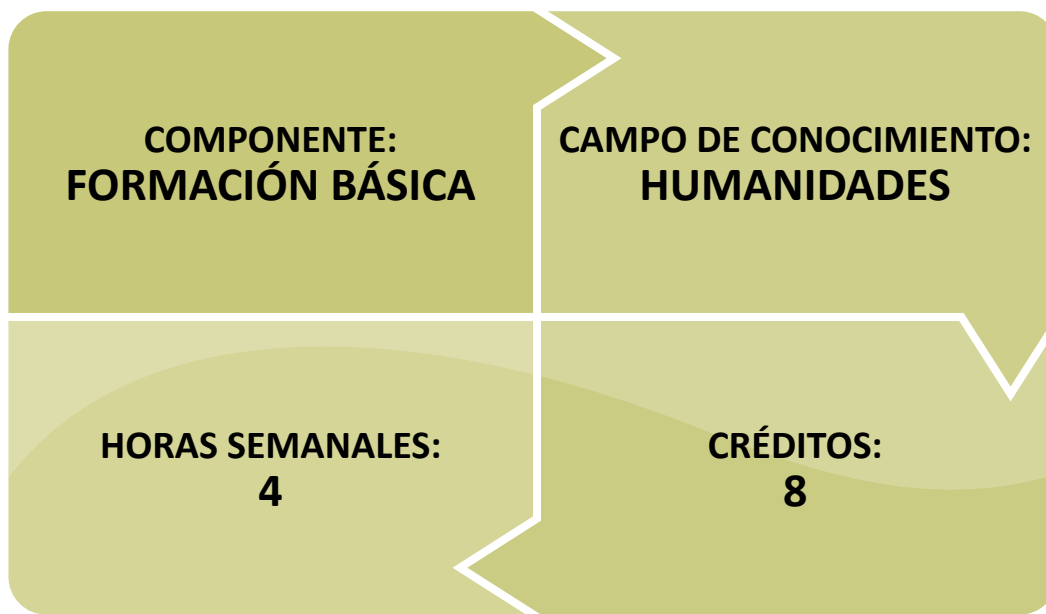 COMPONENTE:
FORMACIÓN BÁSICA
CAMPO DE CONOCIMIENTO:
HUMANIDADES
HORAS SEMANALES:
4
CRÉDITOS:
8